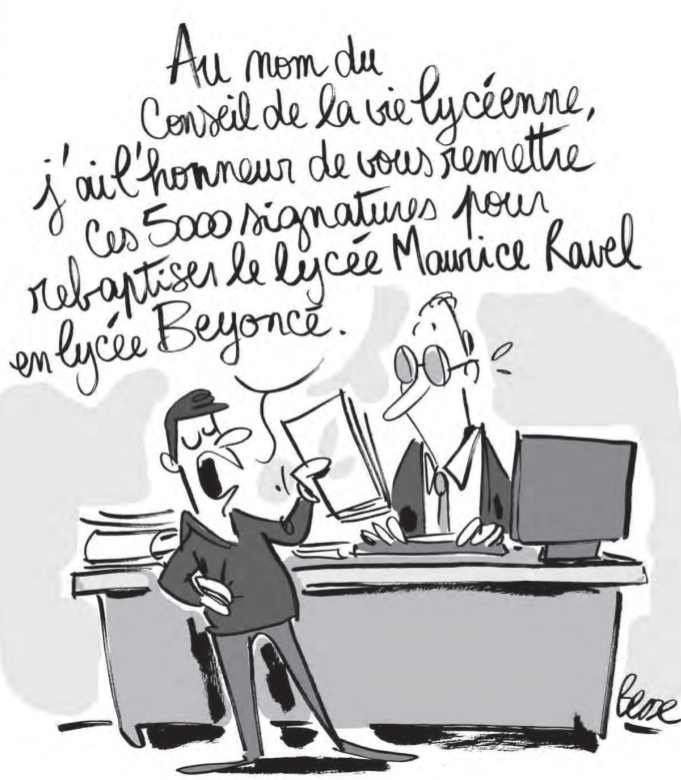 Au nom du
Conseil de la vie lycéenne,
j'ai l'honneur de vous remettre
ces 5000 signatures pour
rebaptiser le lycée Maurice Ravel
en lycée Beyoncé.
Besse